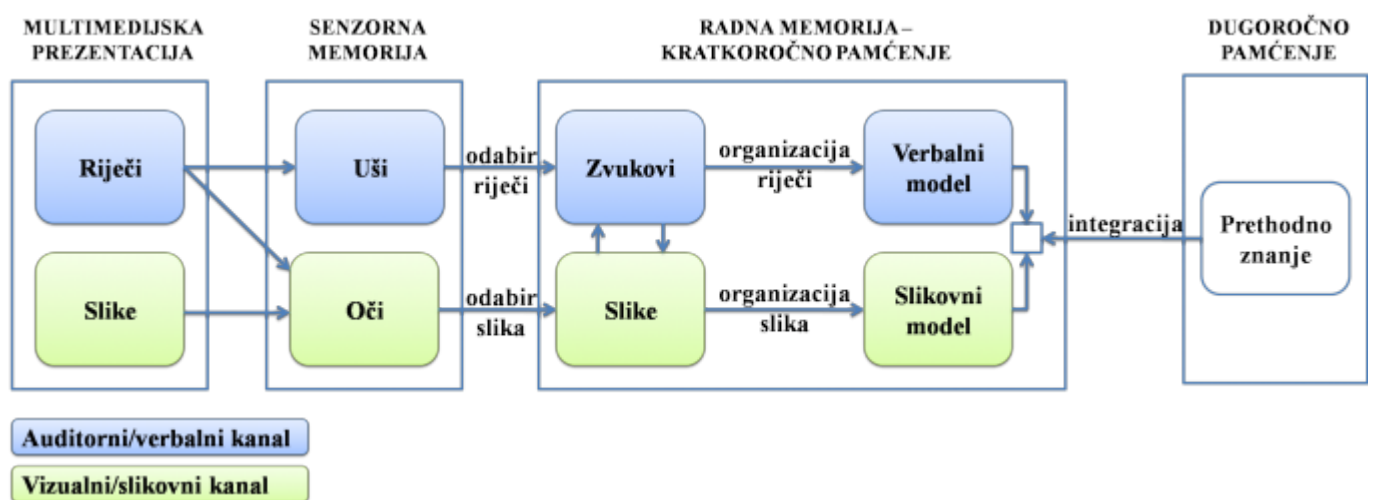 MULTIMEDIJSKA
PREZENTACIJA
SENZORNA
MEMORIJA
RADNA MEMORIJA –
KRATKOROČNO PAMĆENJE
DUGOROČNO
PAMĆENJE
Riječi
Uši
odabir
riječi
Zvukovi
organizacija
riječi
Verbalni
model
integracija
Prethodno
znanje
Slike
Oči
odabir
slika
Slike
organizacija
slika
Slikovni
model
Auditorni/verbalni kanal
Vizualni/slikovni kanal